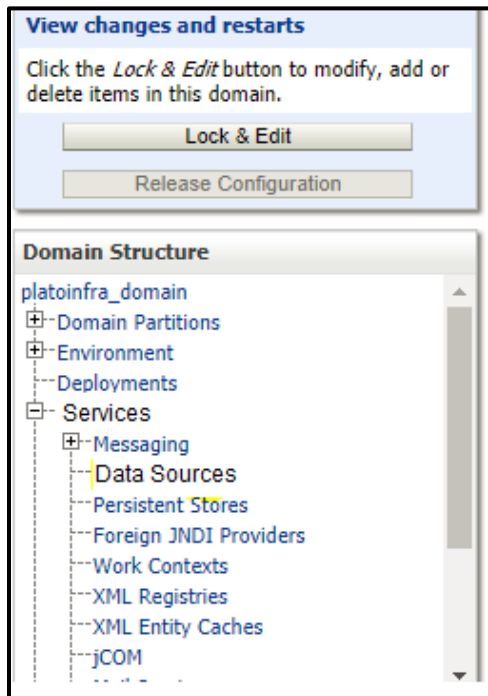 View changes and restarts
Click the Lock & Edit button to modify, add or
delete items in this domain.
Lock & Edit
Release Configuration
Domain Structure
platoinfra_domain
Domain Partitions
Environment
Deployments
Services
Messaging
Data Sources
Persistent Stores
Foreign JNDI Providers
Work Contexts
XML Registries
XML Entity Caches
jCOM